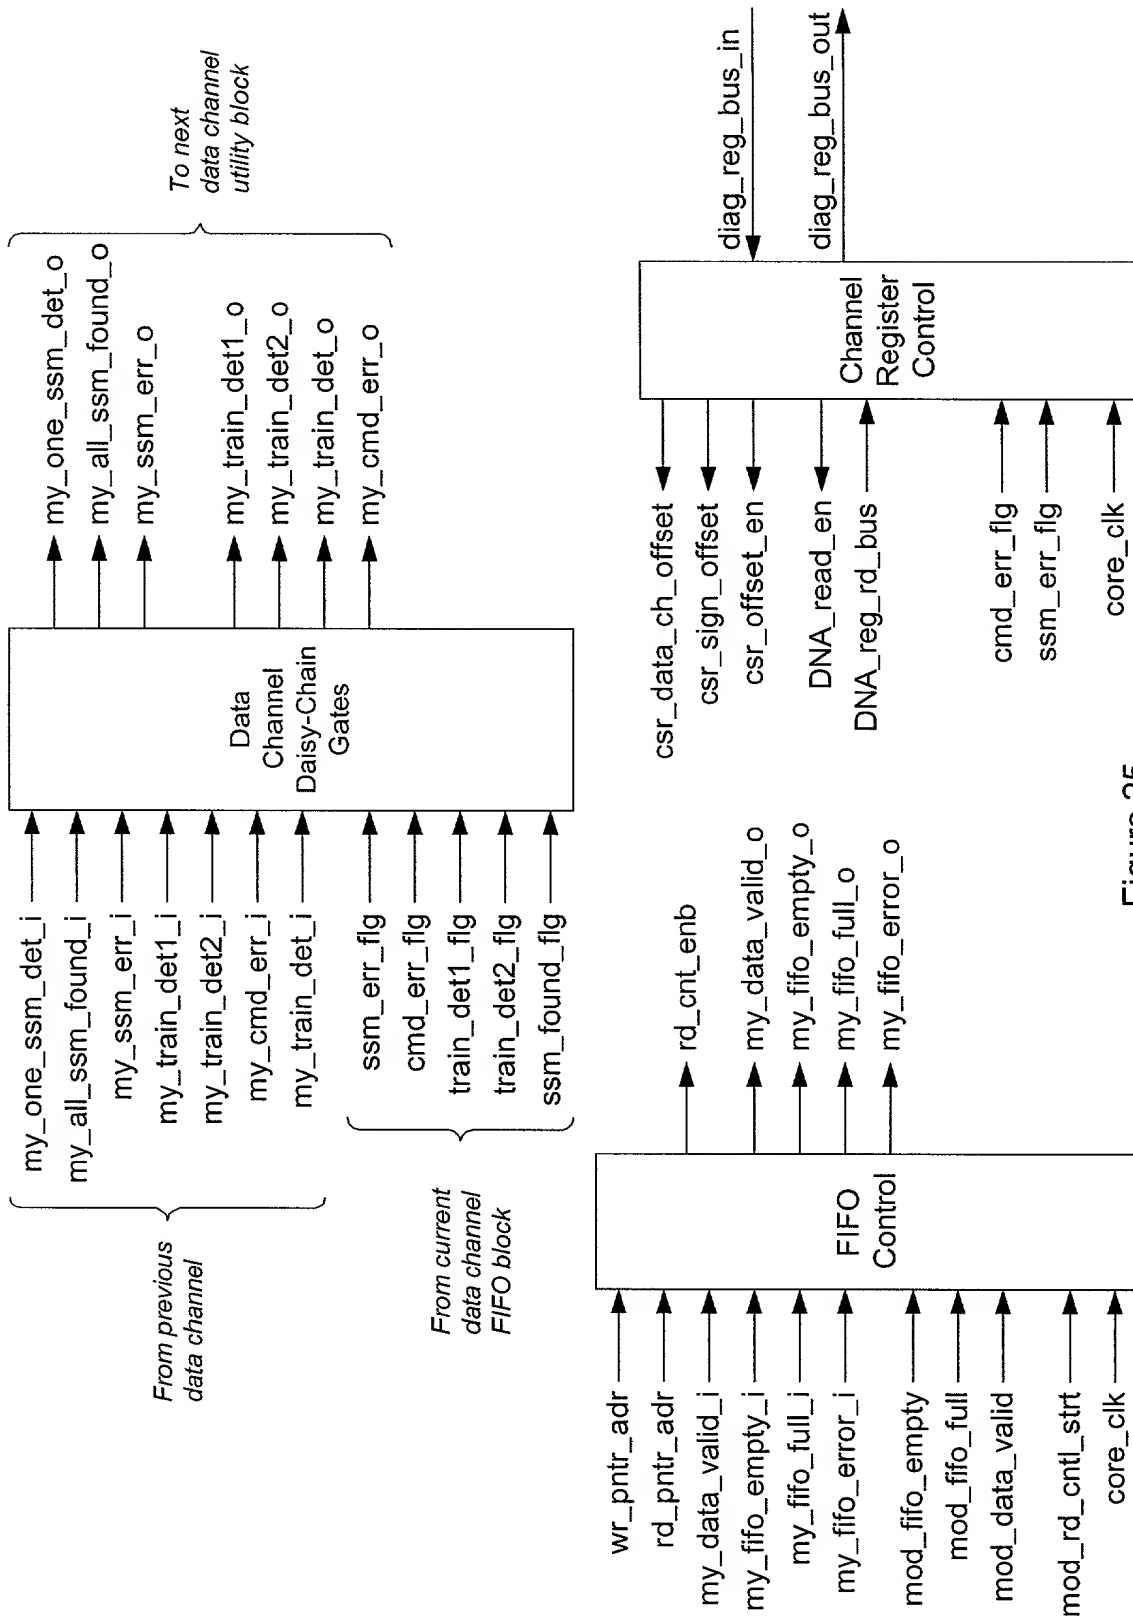 From previous
data channel
my_one_ssm_det_i
my_all_ssm_found_i
my_ssm_err_i
my_train_det1_i
my_train_det2_i
my_cmd_err_i
my_train_det_i
From current
data channel
FIFO block
ssm_err_flg
cmd_err_flg
train_det1_flg
train_det2_flg
ssm_found_flg
Data
Channel
Daisy-Chain
Gates
my_one_ssm_det_o
my_all_ssm_found_o
my_ssm_err_o
my_train_det1_o
my_train_det2_o
my_train_det_o
my_cmd_err_o
To next
data channel
utility block
wr_pntr_adr
rd_pntr_adr
my_data_valid_i
my_fifo_empty_i
my_fifo_full_i
my_fifo_error_i
mod_fifo_empty
mod_fifo_full
mod_data_valid
mod_rd_cntl_strt
core_clk
FIFO
Control
rd_cnt_enb
my_data_valid_o
my_fifo_empty_o
my_fifo_full_o
my_fifo_error_o
csr_data_ch_offset
csr_sign_offset
csr_offset_en
DNA_read_en
DNA_reg_rd_bus
cmd_err_flg
ssm_err_flg
core_clk
Channel
Register
Control
diag_reg_bus_in
diag_reg_bus_out